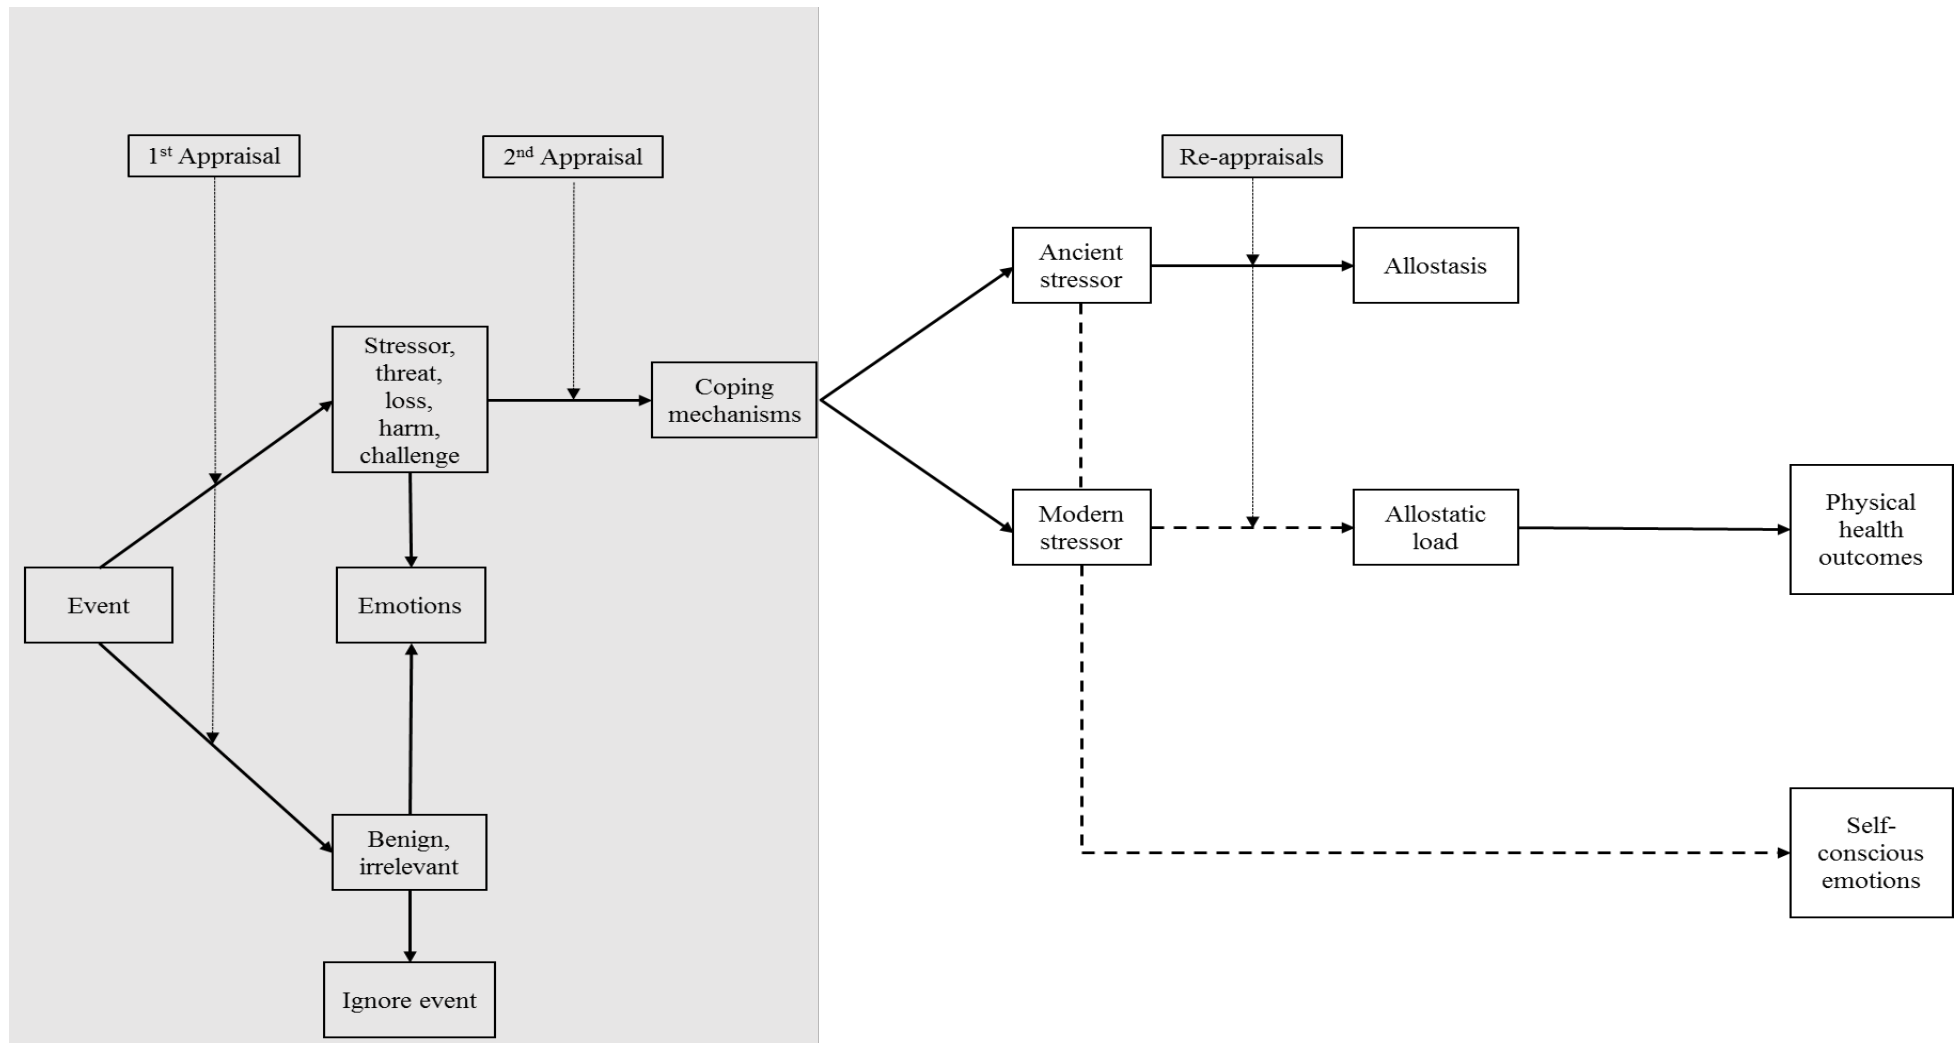 1st Appraisal
2nd Appraisal
Re-appraisals
Ancient
stressor
Allostasis
Stressor,
threat,
loss,
harm,
challenge
Coping
mechanisms
Modern
stressor
Allostatic
load
Physical
health
outcomes
Event
Emotions
Benign,
irrelevant
Self-
conscious
emotions
Ignore event